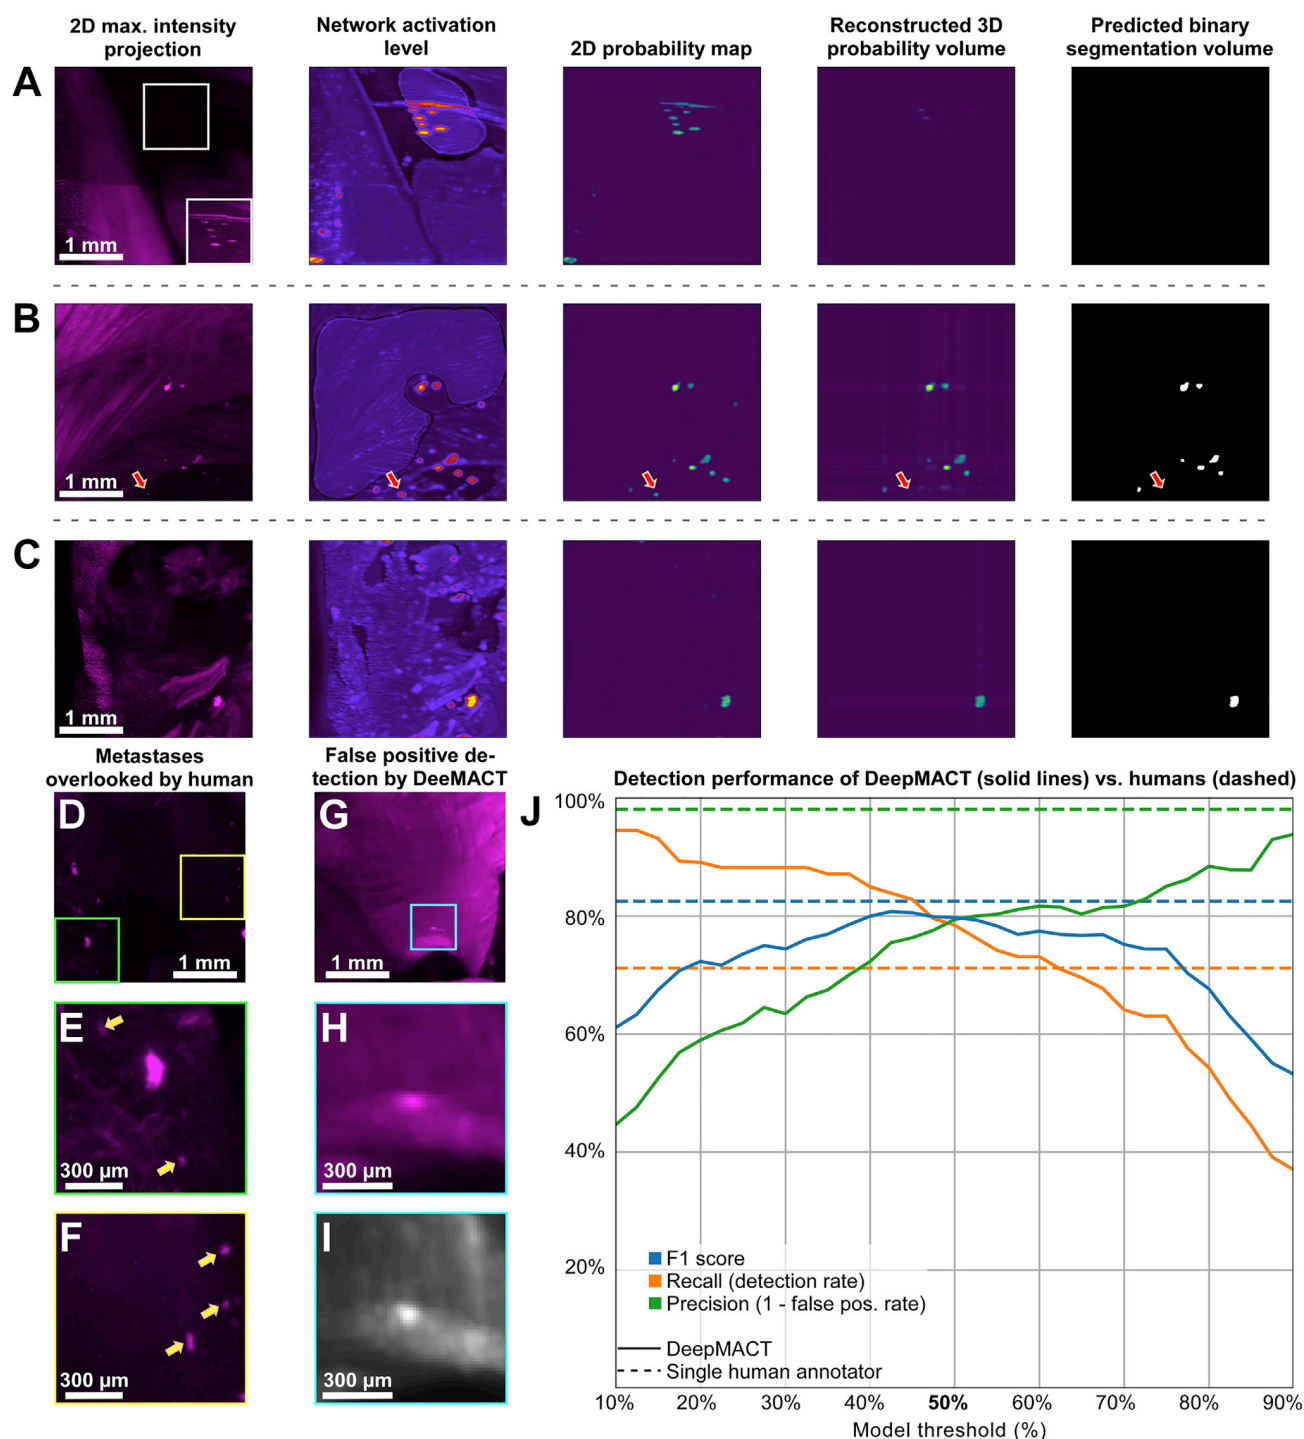 2D max. intensity
projection
Network activation
level
2D probability map
Reconstructed 3D
probability volume
Predicted binary
segmentation volume
A
1 mm
B
1 mm
C
1 mm
Metastases
overlooked by human
False positive de-
tection by DeeMACT
Detection performance of DeepMACT (solid lines) vs. humans (dashed)
D
1 mm
G
1 mm
J
E
300 µm
H
300 µm
F
300 µm
I
300 µm
100%
80%
60%
40%
20%
F1 score
Recall (detection rate)
Precision (1 - false pos. rate)
DeepMACT
Single human annotator
10%
20%
30%
40%
50%
60%
70%
80%
90%
Model threshold (%)